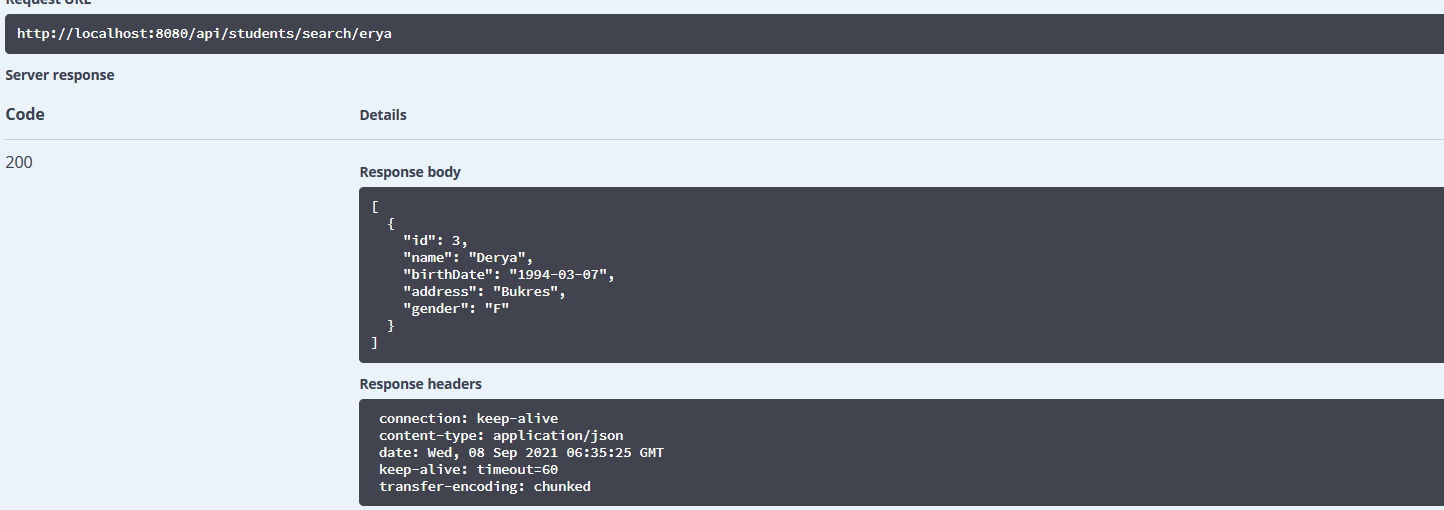 Request URL
http://localhost:8080/api/students/search/erya
Server response
Code
Details
200
Response body
[
{
"id": 3,
"name": "Derya",
"birthDate": "1994-03-07",
"address": "Bukres",
"gender": "F"
}
]
Response headers
connection: keep-alive
content-type: application/json
date: Wed, 08 Sep 2021 06:35:25 GMT
keep-alive: timeout=60
transfer-encoding: chunked